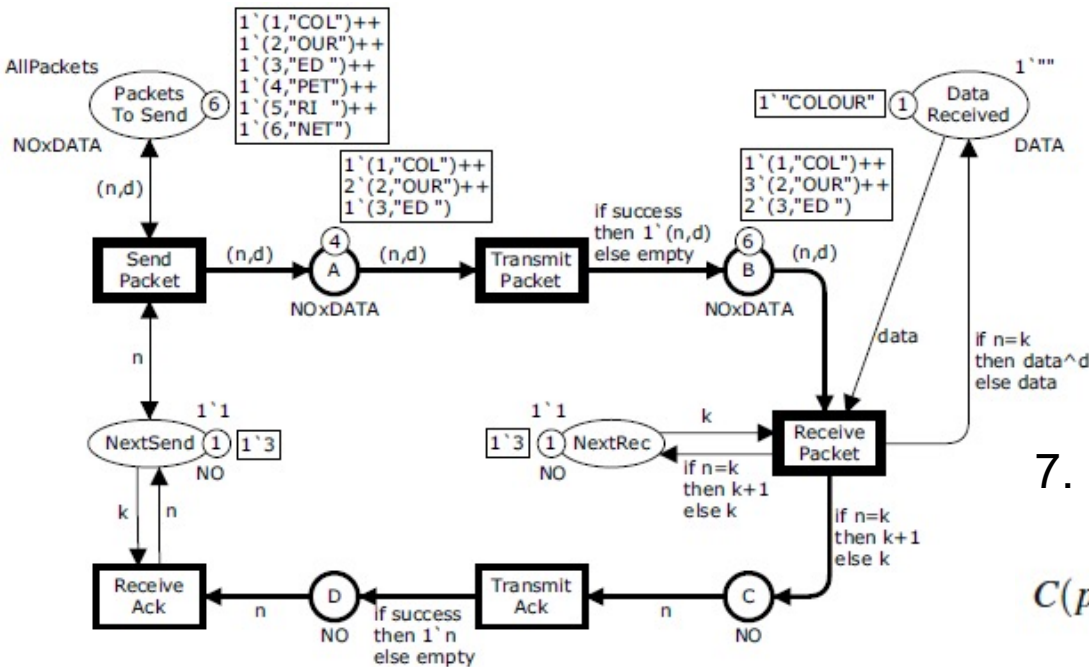 AllPackets
Packets
To Send
6
NOxDATA
1`(1,"COL")++
1`(2,"OUR")++
1`(3,"ED ")++
1`(4,"PET")++
1`(5,"RI  ")++
1`(6,"NET")
1`""
1`"COLOUR"
1
Data
Received
DATA
(n,d)
1`(1,"COL")++
2`(2,"OUR")++
1`(3,"ED ")
1`(1,"COL")++
3`(2,"OUR")++
2`(3,"ED ")
if success
then 1`(n,d)
else empty
Send
Packet
(n,d)
4
A
NOxDATA
(n,d)
Transmit
Packet
6
B
NOxDATA
(n,d)
data
if n=k
then data^d
else data
n
1`1
NextSend
1
1`3
NO
1`1
1`3
1
NextRec
NO
k
if n=k
then k+1
else k
Receive
Packet
7.
k
n
if n=k
then k+1
else k
Receive
Ack
n
D
NO
if success
then 1`n
else empty
Transmit
Ack
n
C
NO
C(p